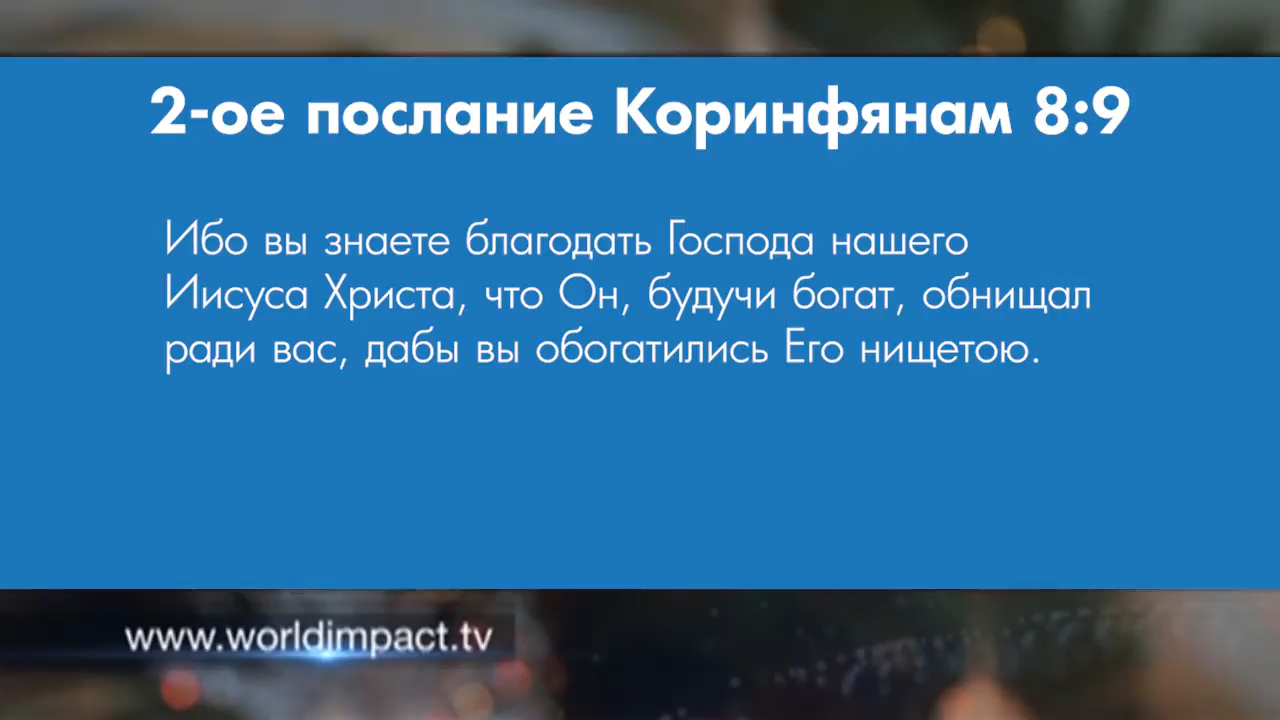 2-ое послание Коринфянам 8:9
Ибо вы знаете благодать Господа нашего
Иисуса Христа, что Он, будучи богат, обнищал
ради вас, дабы вы обогатились Его нищетою.
www.worldimpact.tv